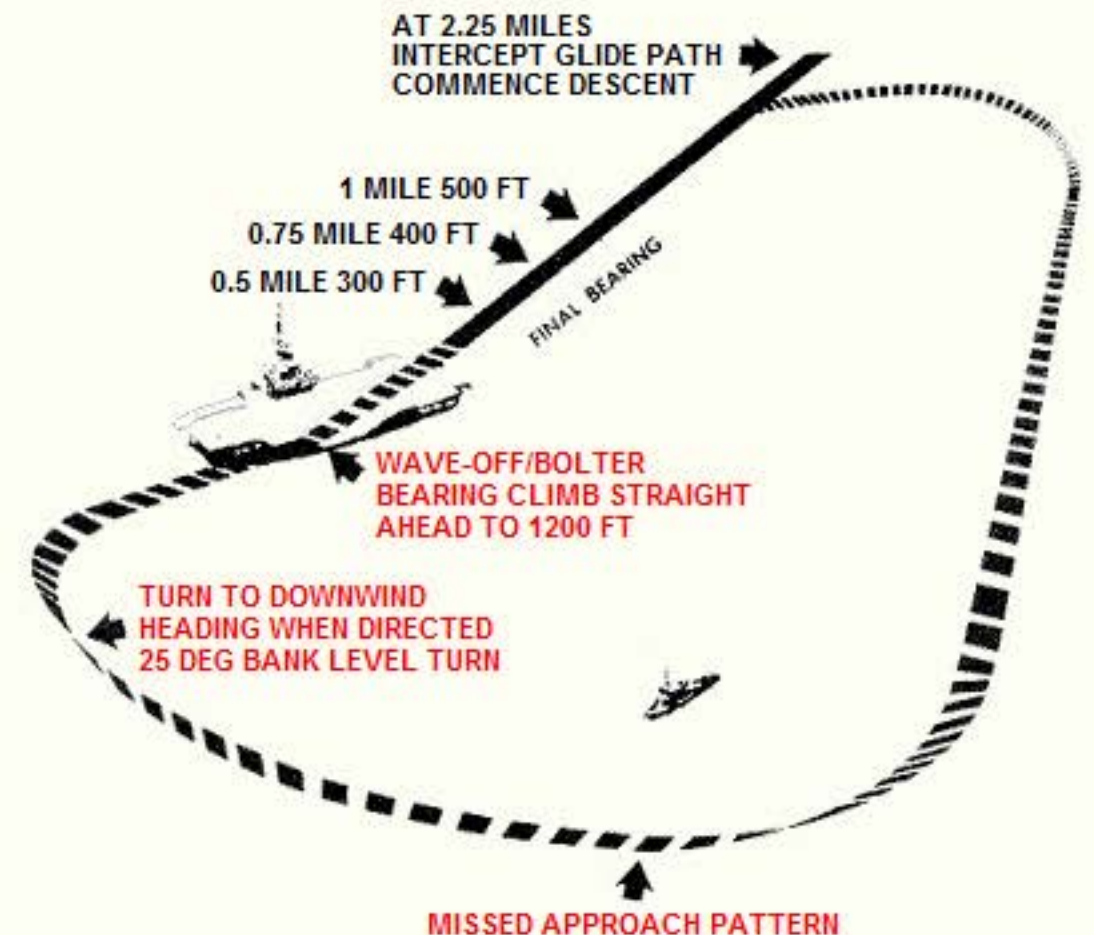 AT 2.25 MILES
INTERCEPT GLIDE PATH
COMMENCE DESCENT
1 MILE 500 FT
0.75 MILE 400 FT
0.5 MILE 300 FT
FINAL BEARING
WAVE-OFF/BOLTER
BEARING CLIMB STRAIGHT
AHEAD TO 1200 FT
TURN TO DOWNWIND
HEADING WHEN DIRECTED
25 DEG BANK LEVEL TURN
MISSED APPROACH PATTERN